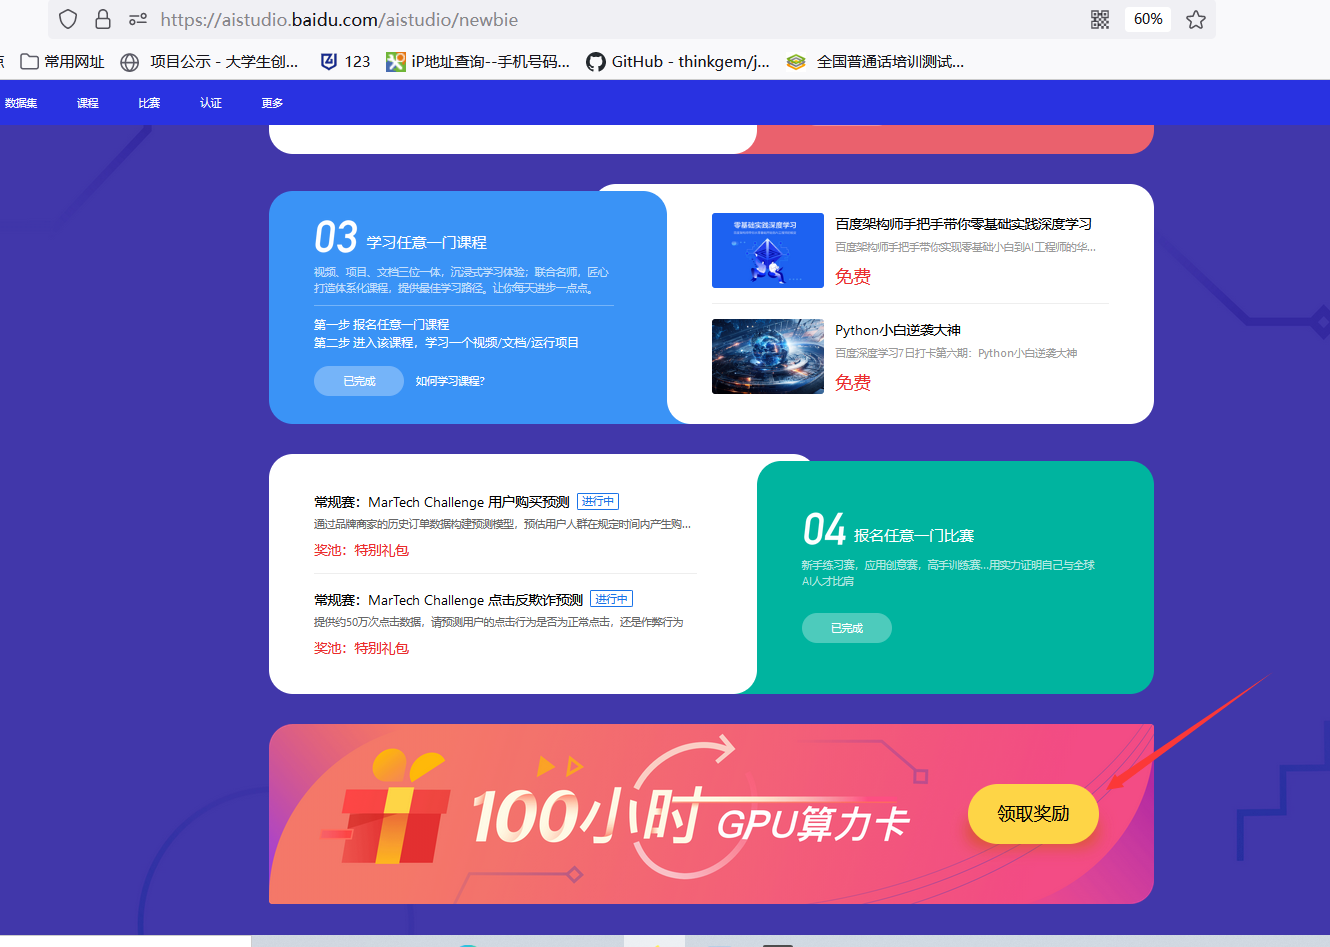 https://aistudio.baidu.com/aistudio/newbie
60%
常用网址
项目公示 - 大学生创...
123
iP地址查询--手机号码...
GitHub - thinkgem/j...
全国普通话培训测试...
数据集
课程
比赛
认证
更多
03 学习任意一门课程
视频、项目、文档三位一体，沉浸式学习体验；联合名师，匠心
打造体系化课程，提供最佳学习路径。让你每天进步一点点。
第一步 报名任意一门课程
第二步 进入该课程，学习一个视频/文档/运行项目
已完成
如何学习课程?
零基础实践深度学习
百度架构师手把手带你零基础实践深度学习
百度架构师手把手带你实现零基础小白到AI工程师的华...
免费
Python小白逆袭大神
百度深度学习7日打卡第六期：Python小白逆袭大神
免费
常规赛：MarTech Challenge 用户购买预测 进行中
通过品牌商家的历史订单数据构建预测模型，预估用户人群在规定时间内产生购...
奖池：特别礼包
常规赛：MarTech Challenge 点击反欺诈预测 进行中
提供约50万次点击数据，请预测用户的点击行为是否为正常点击，还是作弊行为
奖池：特别礼包
04 报名任意一门比赛
新手练习赛，应用创意赛，高手训练赛...用实力证明自己与全球
AI人才比肩
已完成
100小时 GPU算力卡
领取奖励